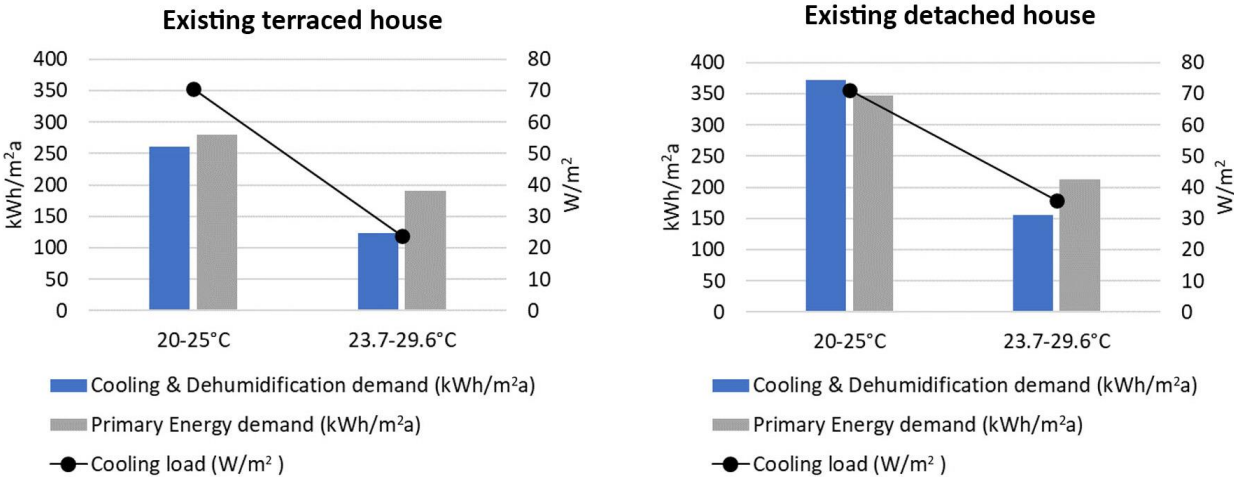 Existing terraced house
400
350
300
250
200
150
100
50
0
kWh/m²a
80
70
60
50
40
30
20
10
0
W/m²
20-25°C
23.7-29.6°C
Cooling & Dehumidification demand (kWh/m²a)
Primary Energy demand (kWh/m²a)
Cooling load (W/m² )
Existing detached house
400
350
300
250
200
150
100
50
0
kWh/m²a
80
70
60
50
40
30
20
10
0
W/m²
20-25°C
23.7-29.6°C
Cooling & Dehumidification demand (kWh/m²a)
Primary Energy demand (kWh/m²a)
Cooling load (W/m² )